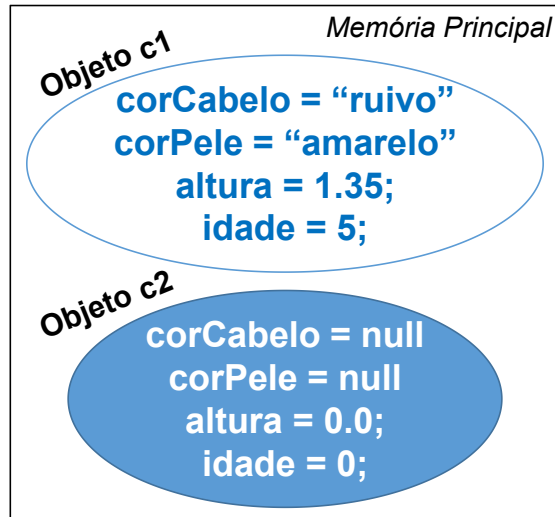 Memória Principal
Objeto c1
corCabelo = “ruivo”
corPele = “amarelo”
altura = 1.35;
idade = 5;
Objeto c2
corCabelo = null
corPele = null
altura = 0.0;
idade = 0;